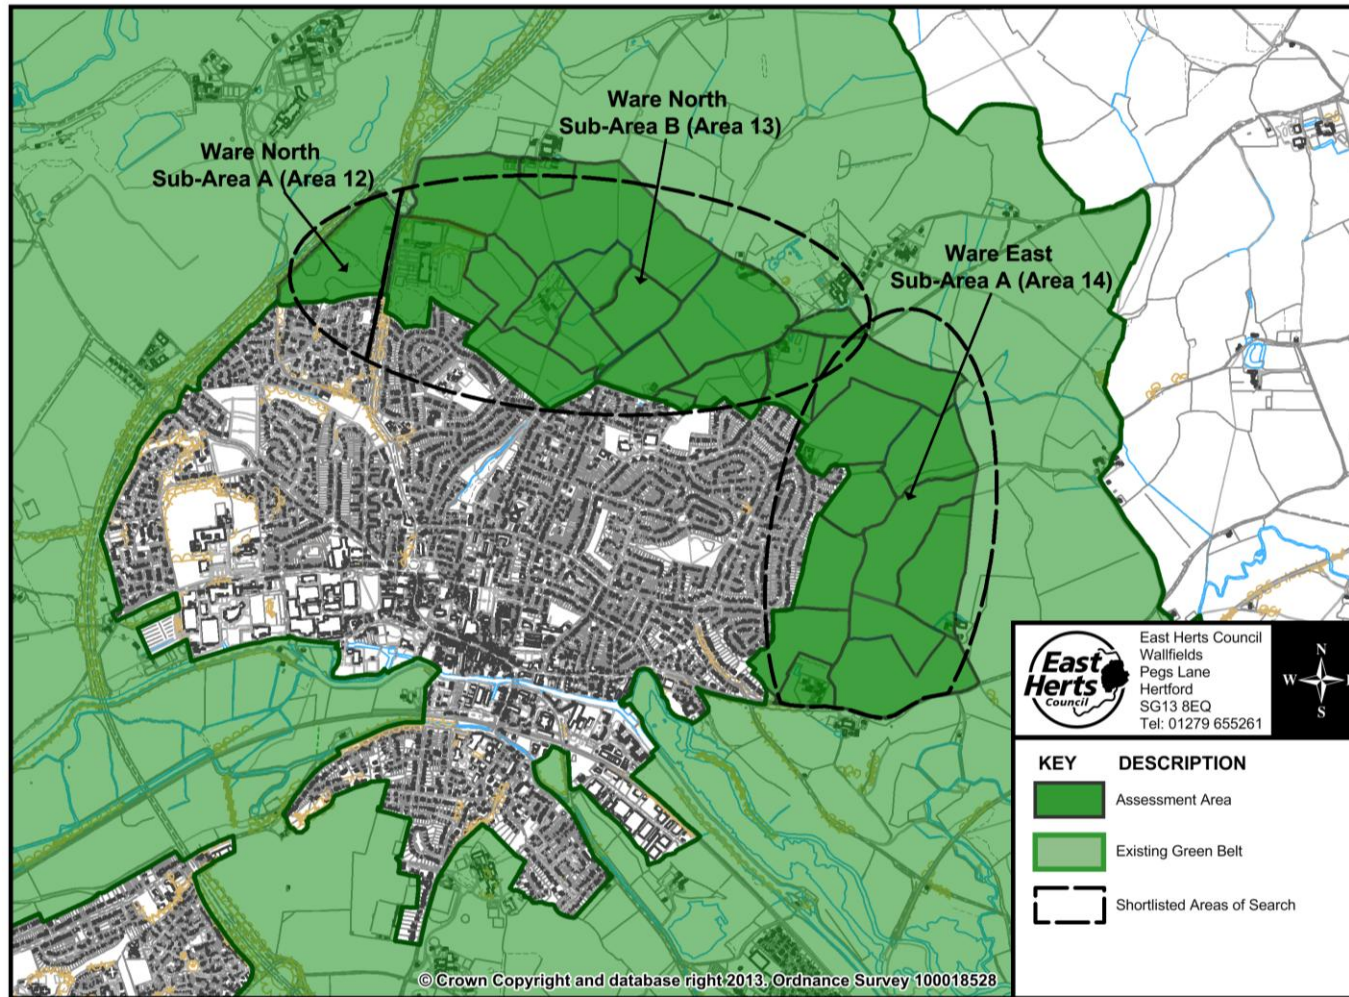 Ware North
Sub-Area B (Area 13)
Ware North
Sub-Area A (Area 12)
Ware East
Sub-Area A (Area 14)
East
Herts
Council
East Herts Council
Wallfields
Pegs Lane
Hertford
SG13 8EQ
Tel: 01279 655261
N
W
S
KEY DESCRIPTION
Assessment Area
Existing Green Belt
Shortlisted Areas of Search
© Crown Copyright and database right 2013. Ordnance Survey 100018528